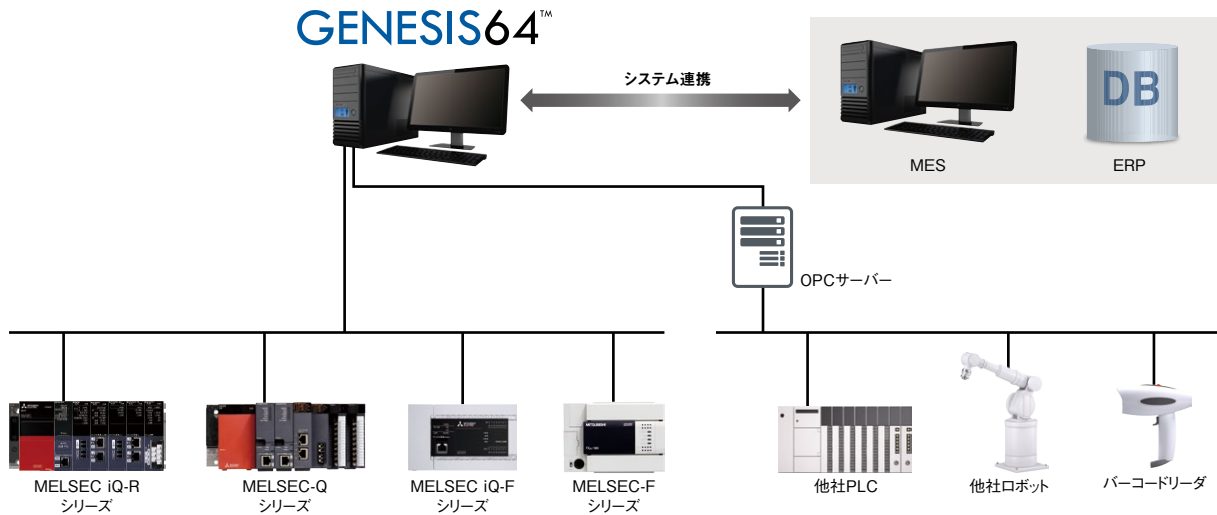 GENESIS64™
システム連携
DB
MES
ERP
OPCサーバー
MELSEC iQ-R
シリーズ
MELSEC-Q
シリーズ
MELSEC iQ-F
シリーズ
MELSEC-F
シリーズ
他社PLC
他社ロボット
バーコードリーダ